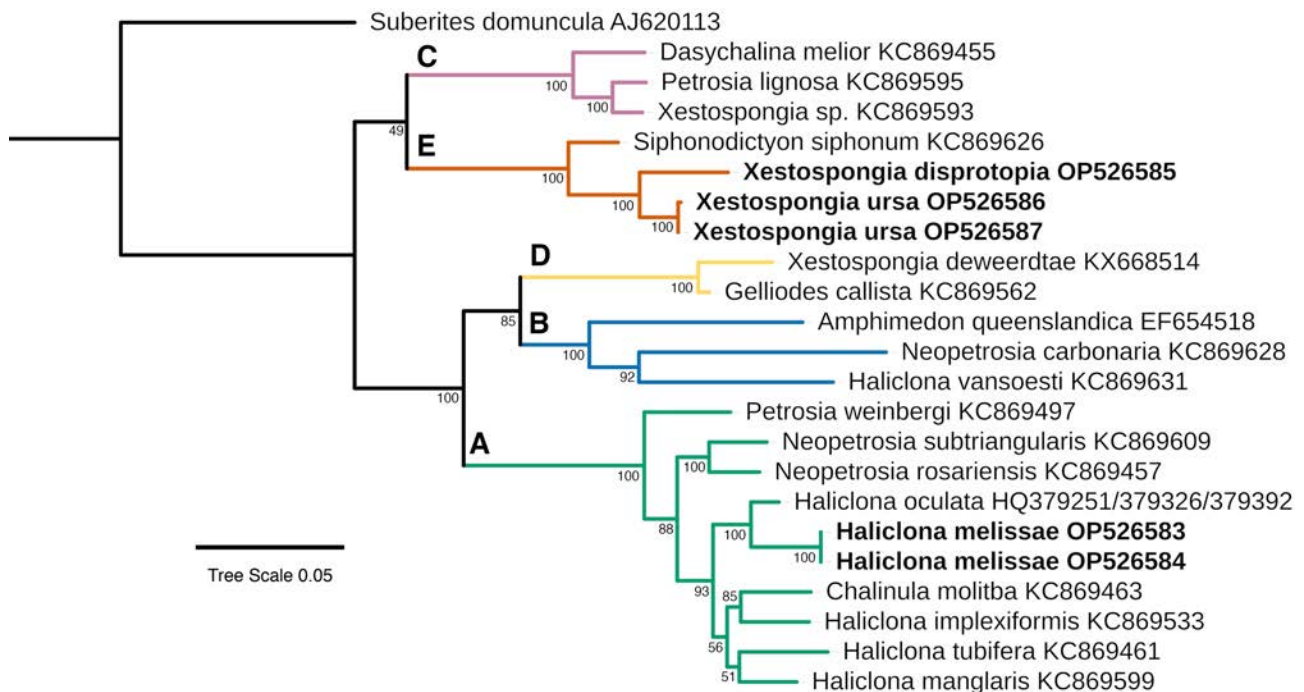 Suberites domuncula AJ620113
Dasychalina melior KC869455
C
100
Petrosia lignosa KC869595
100
Xestospongia sp. KC869593
49
E
Siphonodictyon siphonum KC869626
100
Xestospongia disprotopia OP526585
100
Xestospongia ursa OP526586
100
Xestospongia ursa OP526587
D
Xestospongia deweerdtae KX668514
100
Gelliodes callista KC869562
85
B
Amphimedon queenslandica EF654518
100
Neopetrosia carbonaria KC869628
92
Haliclona vansoesti KC869631
100
A
Petrosia weinbergi KC869497
100
Neopetrosia subtriangularis KC869609
100
Neopetrosia rosariensis KC869457
88
Haliclona oculata HQ379251/379326/379392
100
Haliclona melissae OP526583
100
Haliclona melissae OP526584
93
Chalinula molitba KC869463
85
Haliclona implexiformis KC869533
56
Haliclona tubifera KC869461
51
Haliclona manglaris KC869599
Tree Scale 0.05